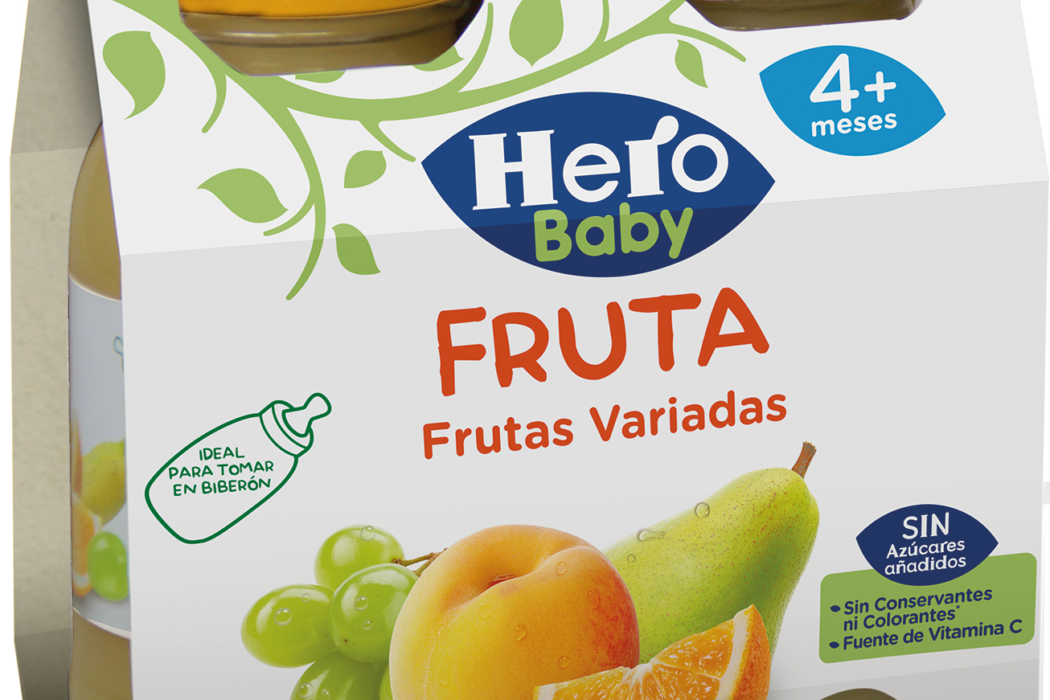 4+
meses
Hero
Baby
FRUTA
Frutas Variadas
IDEAL
PARA TOMAR
EN BIBERÓN
SIN
Azúcares
añadidos
• Sin Conservantes
ni Colorantes*
• Fuente de Vitamina C